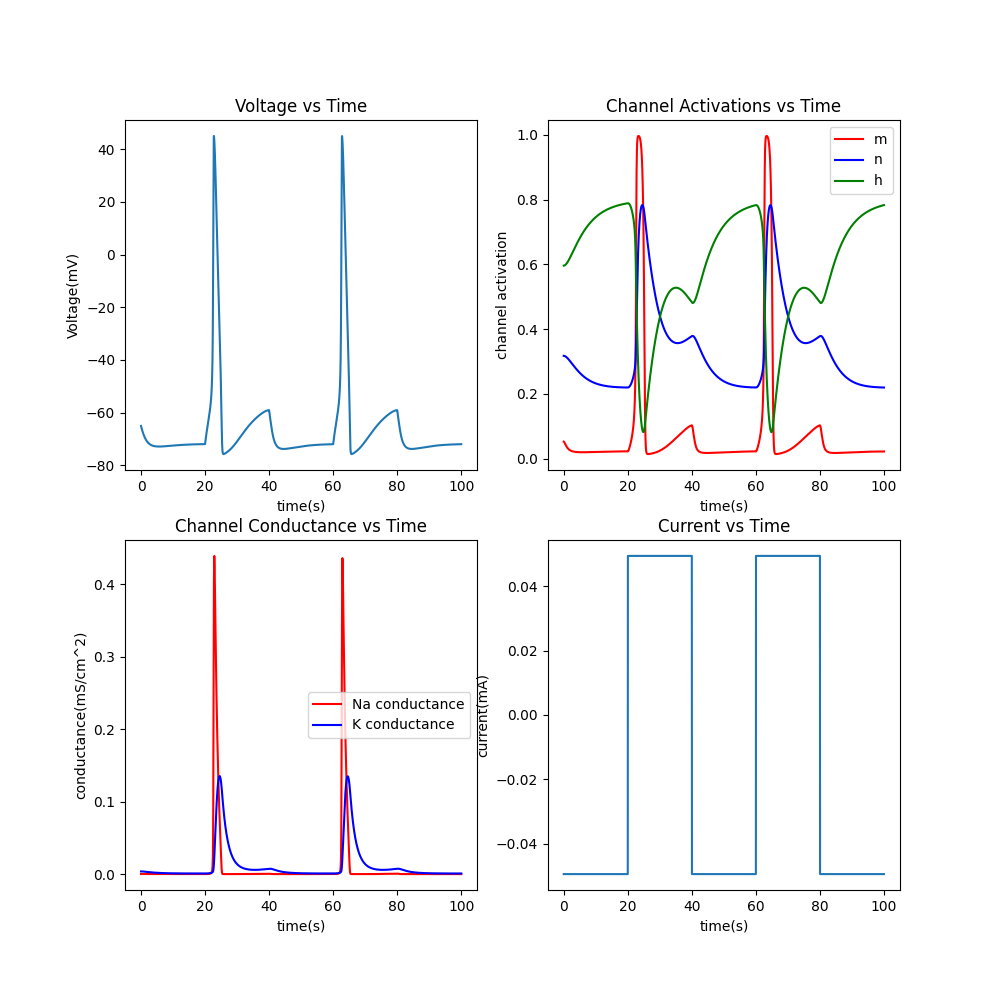 Voltage vs Time
Voltage(mV)
40
20
0
−20
−40
−60
−80
0 20 40 60 80 100
time(s)
Channel Activations vs Time
channel activation
1.0
0.8
0.6
0.4
0.2
0.0
m
n
h
0 20 40 60 80 100
time(s)
Channel Conductance vs Time
conductance(mS/cm^2)
0.4
0.3
0.2
0.1
0.0
Na conductance
K conductance
0 20 40 60 80 100
time(s)
Current vs Time
current(mA)
0.04
0.02
0.00
−0.02
−0.04
0 20 40 60 80 100
time(s)